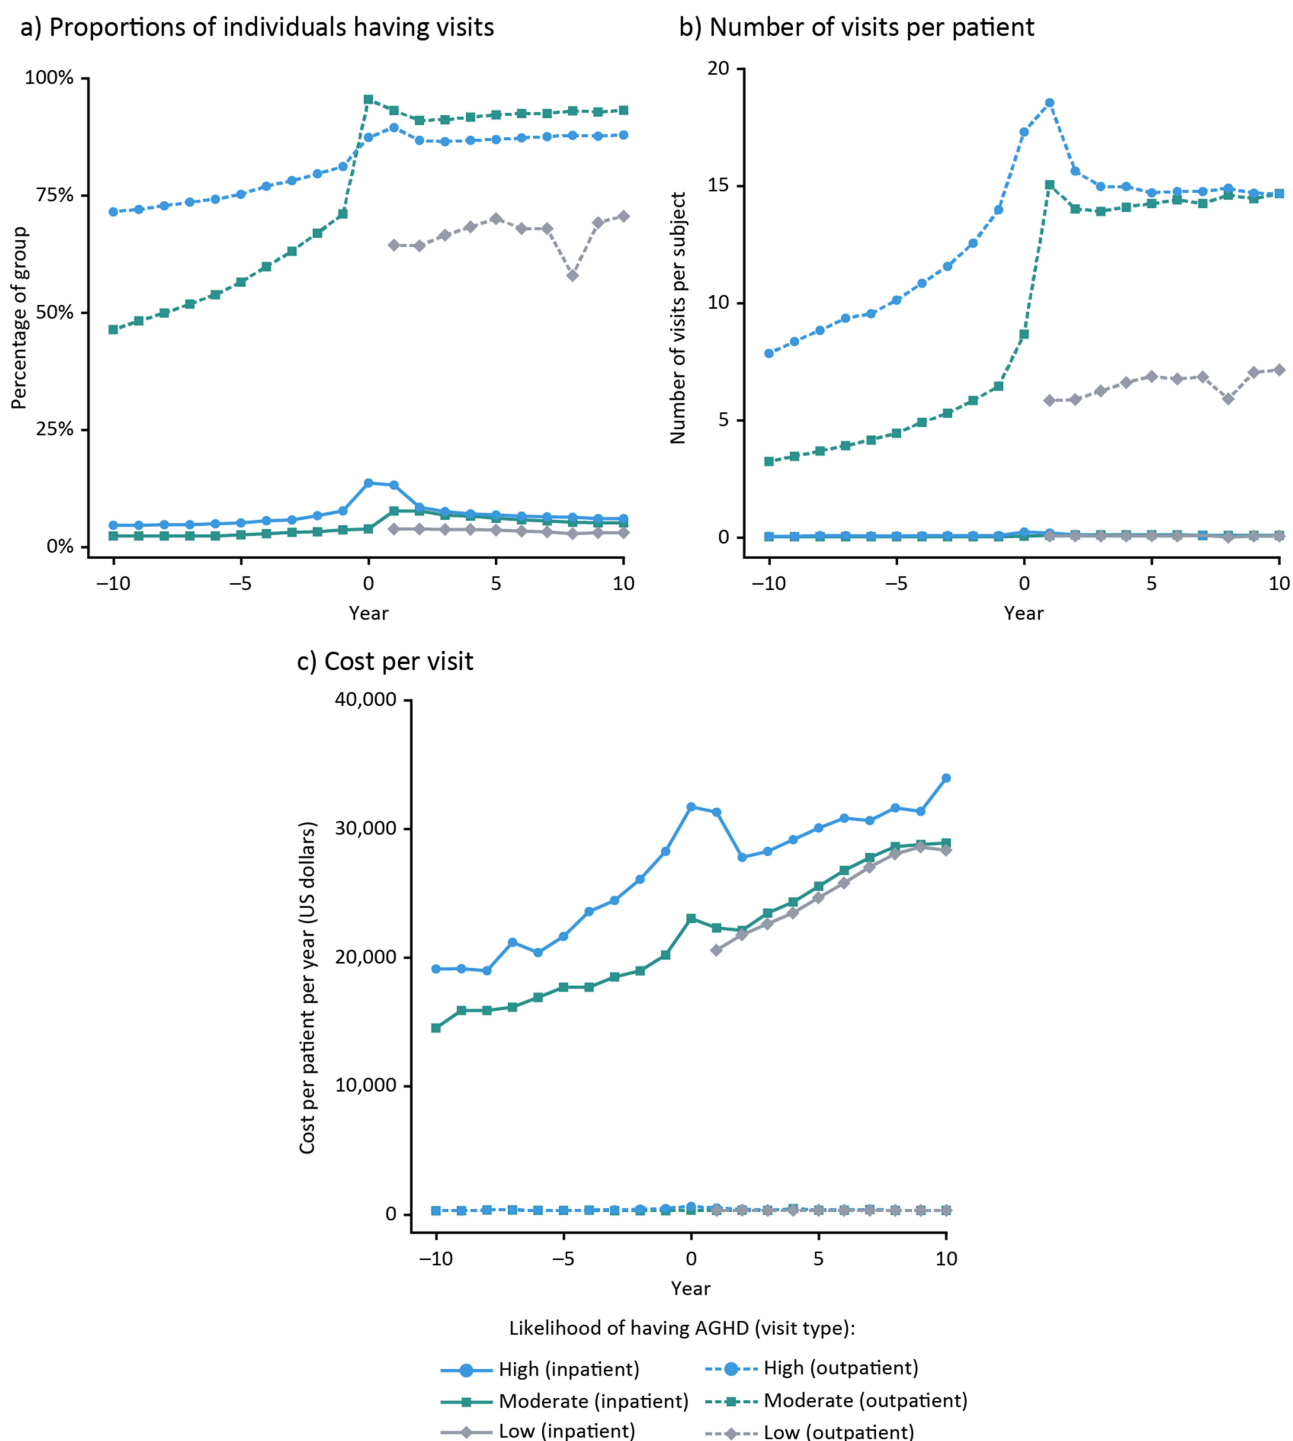 a) Proportions of individuals having visits
100%
75%
50%
25%
0%
Percentage of group
–10
–5
0
5
10
Year
b) Number of visits per patient
20
15
10
5
0
Number of visits per subject
–10
–5
0
5
10
Year
c) Cost per visit
40,000
30,000
20,000
10,000
0
Cost per patient per year (US dollars)
–10
–5
0
5
10
Year
Likelihood of having AGHD (visit type):
High (inpatient)
High (outpatient)
Moderate (inpatient)
Moderate (outpatient)
Low (inpatient)
Low (outpatient)